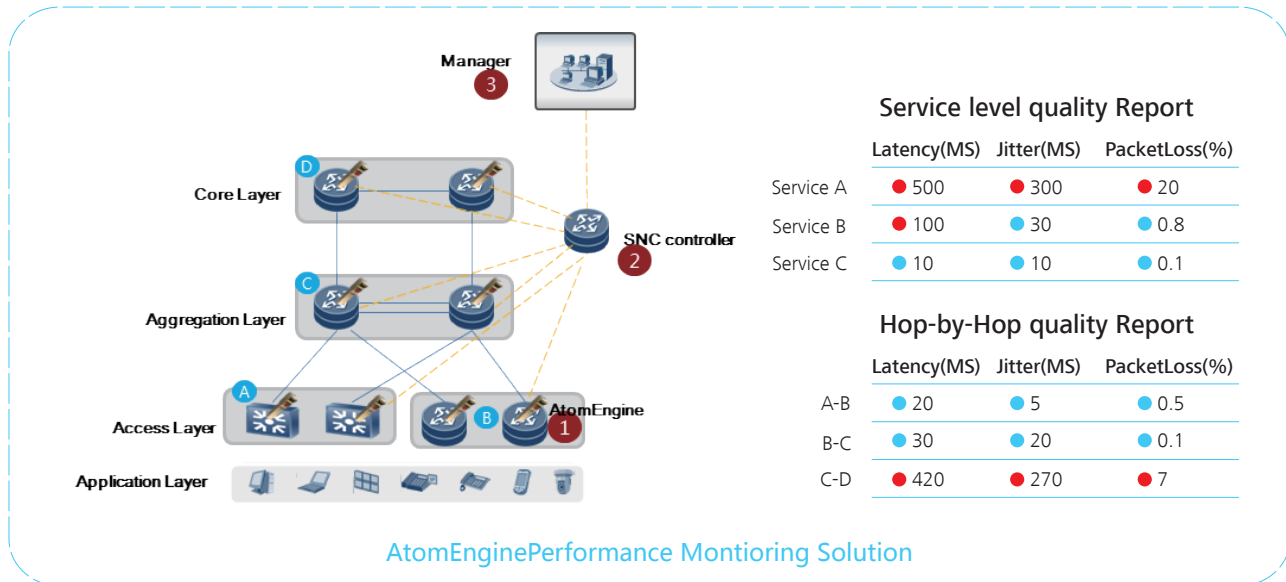 Manager
3
D
Core Layer
SNC controller
2
C
Aggregation Layer
A
B
AtomEngine
1
Access Layer
Application Layer
Service level quality Report
Latency(MS) Jitter(MS) PacketLoss(%)
Service A 500 300 20
Service B 100 30 0.8
Service C 10 10 0.1
Hop-by-Hop quality Report
Latency(MS) Jitter(MS) PacketLoss(%)
A-B 20 5 0.5
B-C 30 20 0.1
C-D 420 270 7
AtomEnginePerformance Montioring Solution